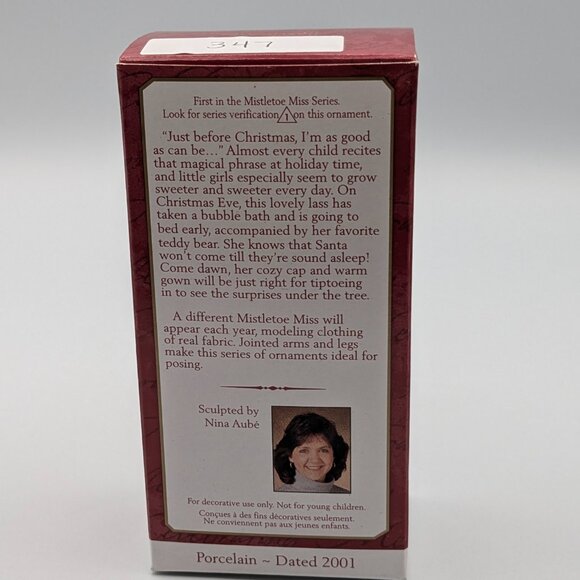 347
First in the Mistletoe Miss Series.
Look for series verification 1 on this ornament.
“Just before Christmas, I’m as good
as can be...” Almost every child recites
that magical phrase at holiday time,
and little girls especially seem to grow
sweeter and sweeter every day. On
Christmas Eve, this lovely lass has
taken a bubble bath and is going to
bed early, accompanied by her favorite
teddy bear. She knows that Santa
won’t come till they’re sound asleep!
Come dawn, her cozy cap and warm
gown will be just right for tiptoeing
in to see the surprises under the tree.
A different Mistletoe Miss will
appear each year, modeling clothing
of real fabric. Jointed arms and legs
make this series of ornaments ideal for
posing.
Sculpted by
Nina Aubé
For decorative use only. Not for young children.
Conçues à des fins décoratives seulement.
Ne conviennent pas aux jeunes enfants.
Porcelain ~ Dated 2001